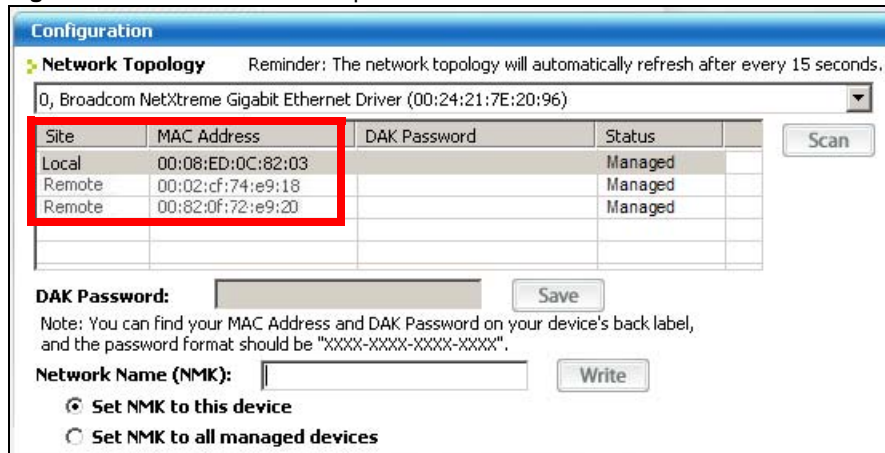 Configuration
Network Topology Reminder: The network topology will automatically refresh after every 15 seconds.
0, Broadcom NetXtreme Gigabit Ethernet Driver (00:24:21:7E:20:96)
Site MAC Address DAK Password Status Scan
Local 00:08:ED:0C:82:03 Managed
Remote 00:02:cf:74:e9:18 Managed
Remote 00:82:0f:72:e9:20 Managed
DAK Password: Save
Note: You can find your MAC Address and DAK Password on your device's back label,
and the password format should be "XXXX-XXXX-XXXX-XXXX".
Network Name (NMK): Write
Set NMK to this device
Set NMK to all managed devices